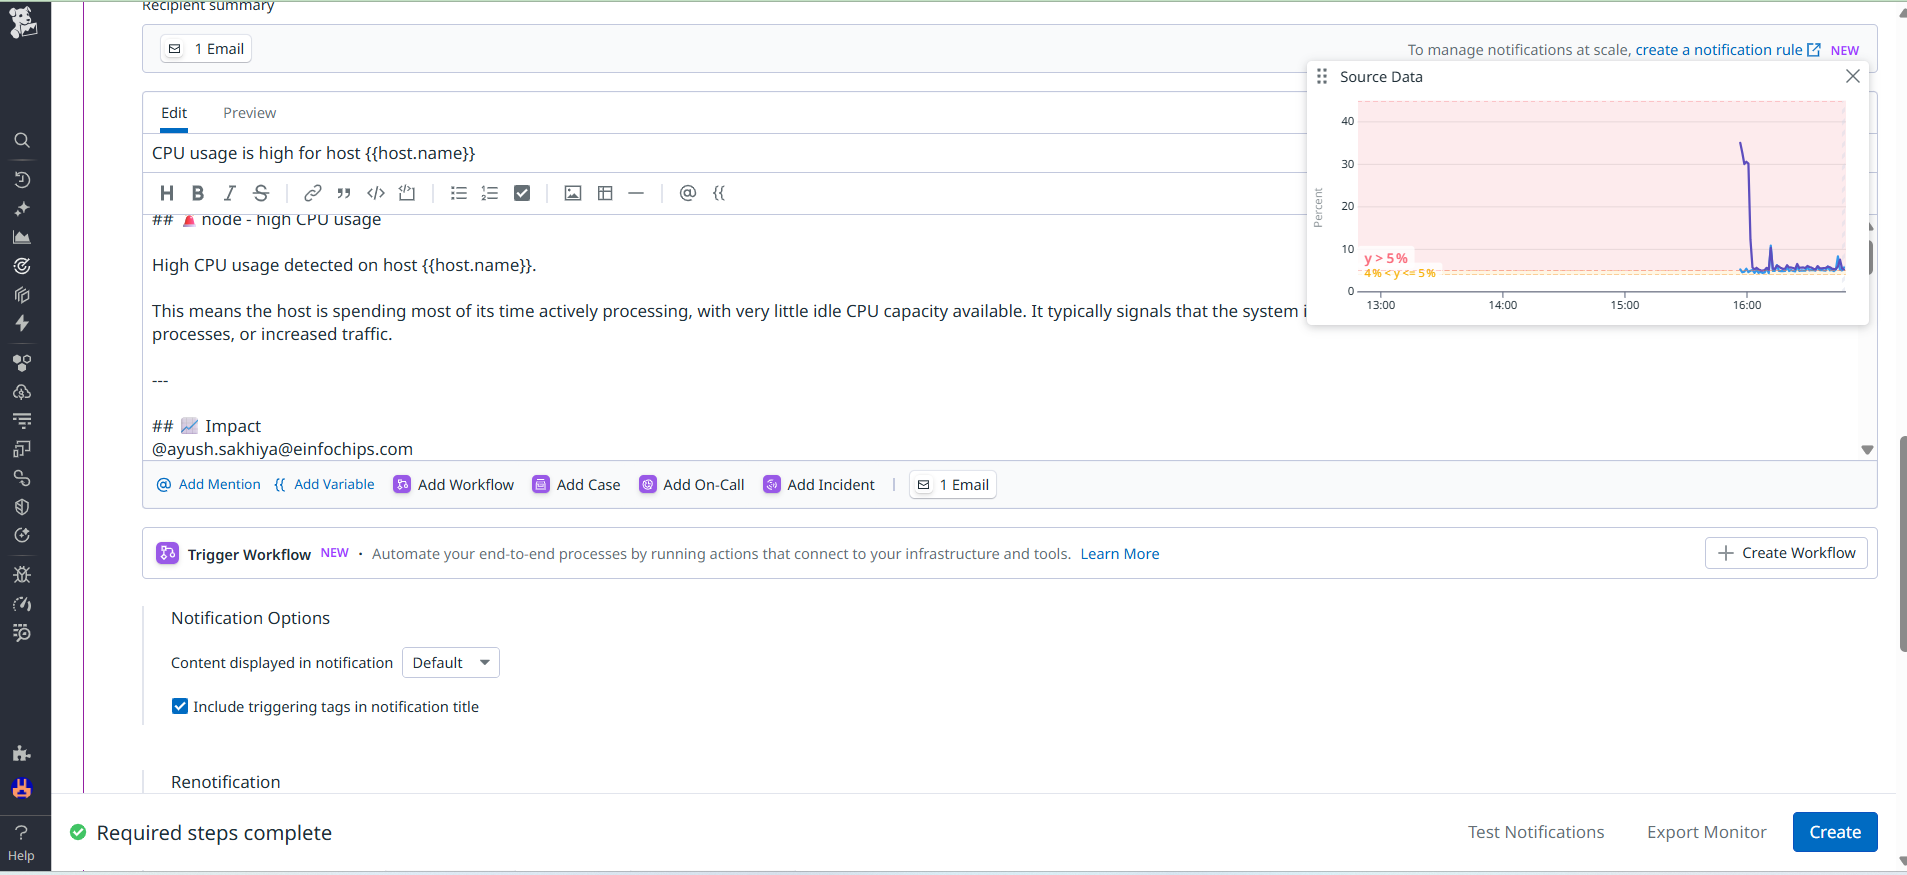 Recipient summary
1 Email
To manage notifications at scale, create a notification rule NEW
Source Data
40
30
20
10
0
Percent
y > 5%
4% < y <= 5%
13:00 14:00 15:00 16:00
Edit Preview
CPU usage is high for host {{host.name}}
H B I S
## 🚨 node - high CPU usage
High CPU usage detected on host {{host.name}}.
This means the host is spending most of its time actively processing, with very little idle CPU capacity available. It typically signals that the system
processes, or increased traffic.
---
## 📈 Impact
@ayush.sakhiya@einfochips.com
@ Add Mention {{ Add Variable Add Workflow Add Case Add On-Call Add Incident | 1 Email
Trigger Workflow NEW · Automate your end-to-end processes by running actions that connect to your infrastructure and tools. Learn More
+ Create Workflow
Notification Options
Content displayed in notification Default
Include triggering tags in notification title
Renotification
Required steps complete
Test Notifications Export Monitor Create
? Help